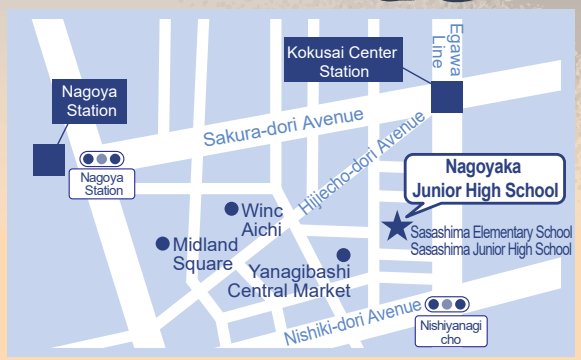 Kokusai Center
Station
Egawa
Line
Nagoya
Station
Sakura-dori Avenue
Nagoya
Station
Hijiecho-dori Avenue
Nagoyaka
Junior High School
Winc
Aichi
Sasashima Elementary School
Sasashima Junior High School
Midland
Square
Yanagibashi
Central Market
Nishiki-dori Avenue
Nishiyanagi
cho